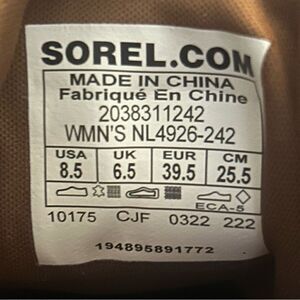 SOREL.COM
MADE IN CHINA
Fabriqué En Chine
2038311242
WMN'S NL4926-242
USA UK EUR CM
8.5 6.5 39.5 25.5
ECA-5
10175 CJF 0322 222
194895891772